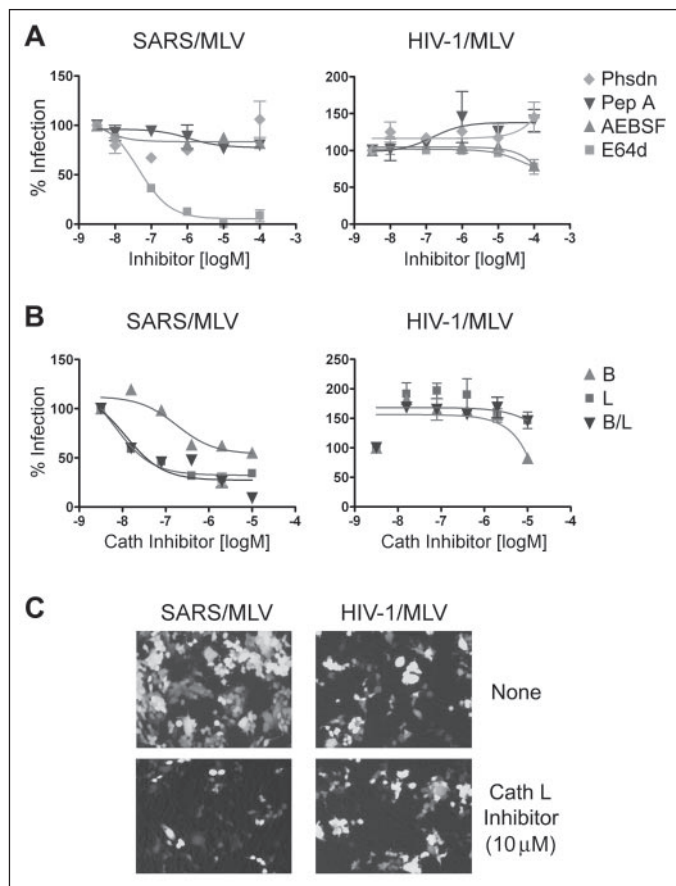 A
SARS/MLV
HIV-1/MLV
% Infection
150
100
50
0
-9 -8 -7 -6 -5 -4 -3
Inhibitor [logM]
200
150
100
50
0
-9 -8 -7 -6 -5 -4 -3
Inhibitor [logM]
Phsdn
Pep A
AEBSF
E64d
B
SARS/MLV
HIV-1/MLV
% Infection
150
100
50
0
-9 -8 -7 -6 -5 -4
Cath Inhibitor [logM]
250
200
150
100
50
0
-9 -8 -7 -6 -5 -4
Cath Inhibitor [logM]
B
L
B/L
C
SARS/MLV
HIV-1/MLV
None
Cath L
Inhibitor
(10 μM)